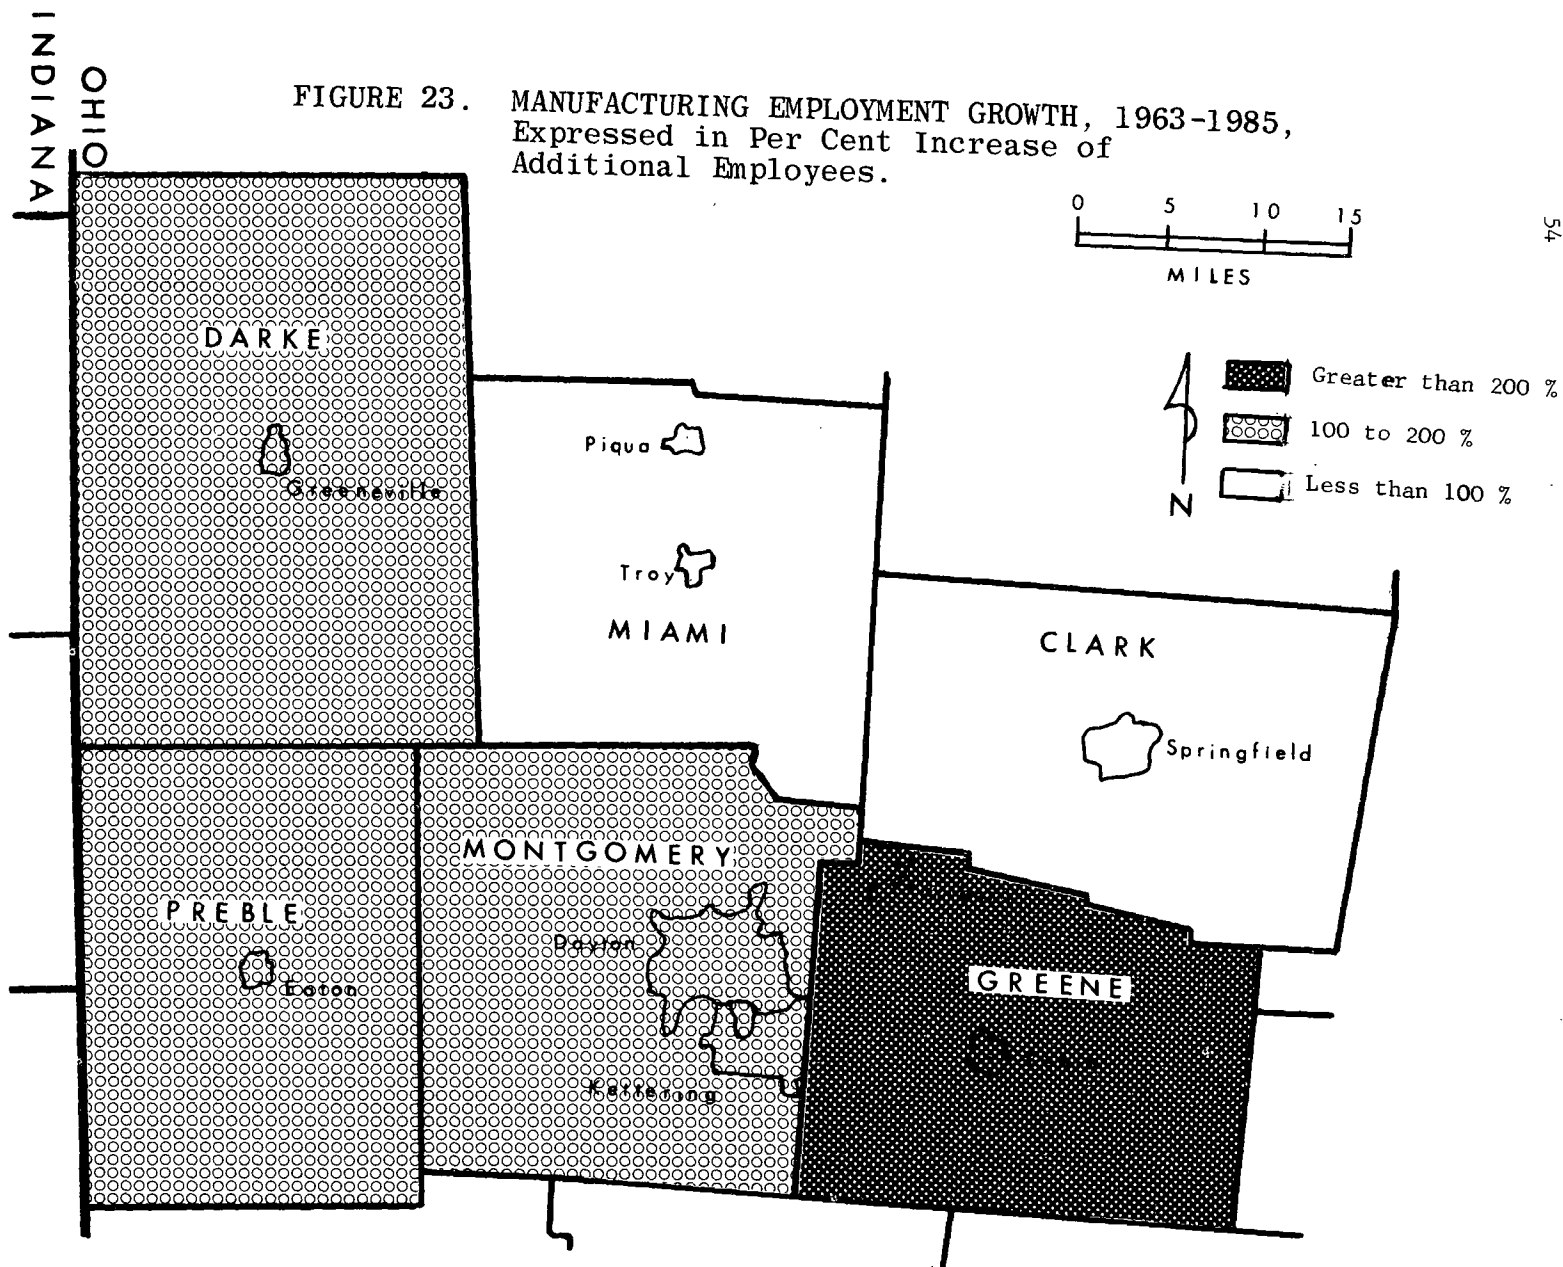 INDIANA
OHIO
FIGURE 23. MANUFACTURING EMPLOYMENT GROWTH, 1963-1985,
Expressed in Per Cent Increase of
Additional Employees.
0 5 10 15
MILES
54
Greater than 200 %
100 to 200 %
Less than 100 %
N
DARKE
Greeneville
Piqua
Troy
MIAMI
CLARK
Springfield
MONTGOMERY
Dayton
Kettering
PREBLE
Eaton
GREENE